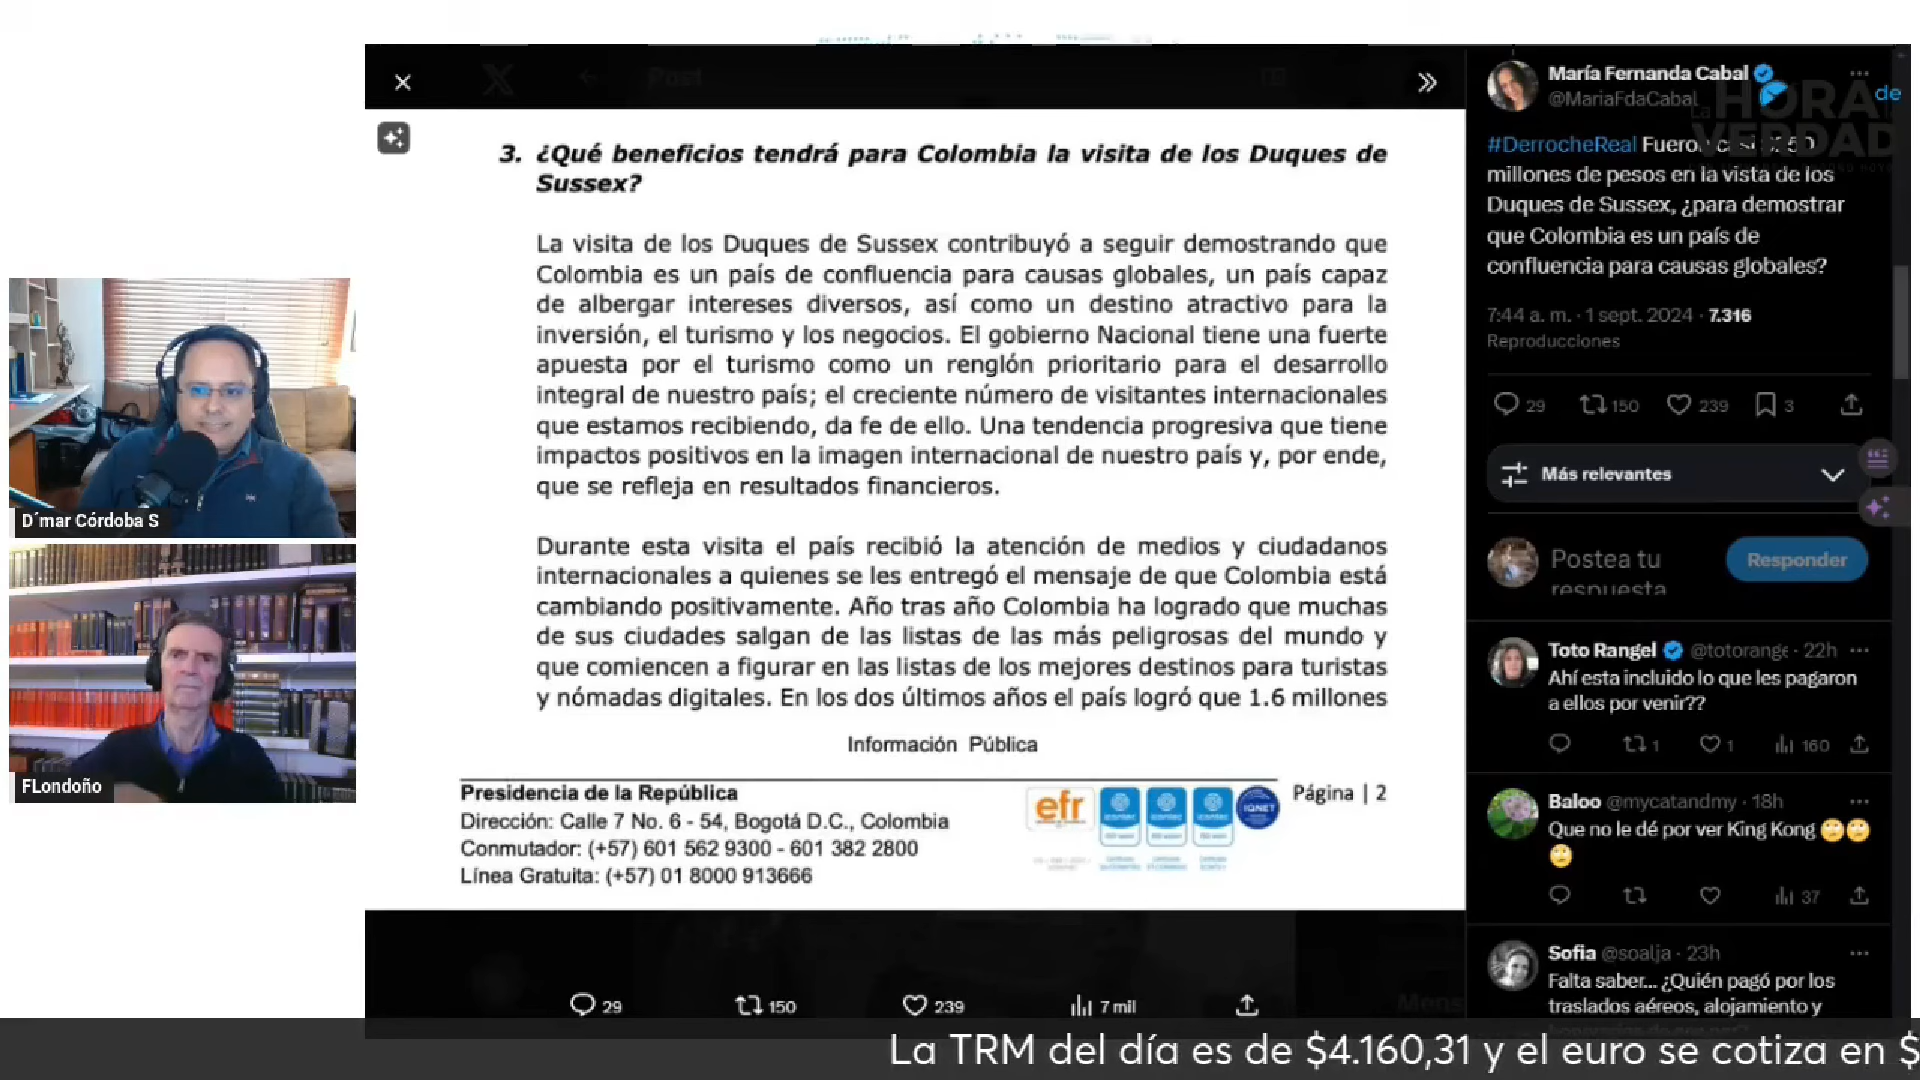 Post
3. ¿Qué beneficios tendrá para Colombia la visita de los Duques de
Sussex?
La visita de los Duques de Sussex contribuyó a seguir demostrando que
Colombia es un país de confluencia para causas globales, un país capaz
de albergar intereses diversos, así como un destino atractivo para la
inversión, el turismo y los negocios. El gobierno Nacional tiene una fuerte
apuesta por el turismo como un renglón prioritario para el desarrollo
integral de nuestro país; el creciente número de visitantes internacionales
que estamos recibiendo, da fe de ello. Una tendencia progresiva que tiene
impactos positivos en la imagen internacional de nuestro país y, por ende,
que se refleja en resultados financieros.
Durante esta visita el país recibió la atención de medios y ciudadanos
internacionales a quienes se les entregó el mensaje de que Colombia está
cambiando positivamente. Año tras año Colombia ha logrado que muchas
de sus ciudades salgan de las listas de las más peligrosas del mundo y
que comiencen a figurar en las listas de los mejores destinos para turistas
y nómadas digitales. En los dos últimos años el país logró que 1.6 millones
Información Pública
Presidencia de la República
Dirección: Calle 7 No. 6 - 54, Bogotá D.C., Colombia
Conmutador: (+57) 601 562 9300 - 601 382 2800
Línea Gratuita: (+57) 01 8000 913666
efr
IQNET
Página | 2
29 150 239 7 mil
María Fernanda Cabal
@MariaFdaCabal
La HORA de
VERDAD
#DerrocheReal
millones de pesos en la vista de los
Duques de Sussex, ¿para demostrar
que Colombia es un país de
confluencia para causas globales?
7:44 a. m. · 1 sept. 2024 · 7.316
Reproducciones
29 150 239 3
Más relevantes
Postea tu
respuesta
Responder
Toto Rangel @totorange · 22h
Ahí esta incluido lo que les pagaron
a ellos por venir??
1 1 160
Baloo @mycatandmy · 18h
Que no le dé por ver King Kong 🙄🙄
🙄
37
Sofia @soalja · 23h
Falta saber... ¿Quién pagó por los
traslados aéreos, alojamiento y
D´mar Córdoba S
FLondoño
La TRM del día es de $4.160,31 y el euro se cotiza en $